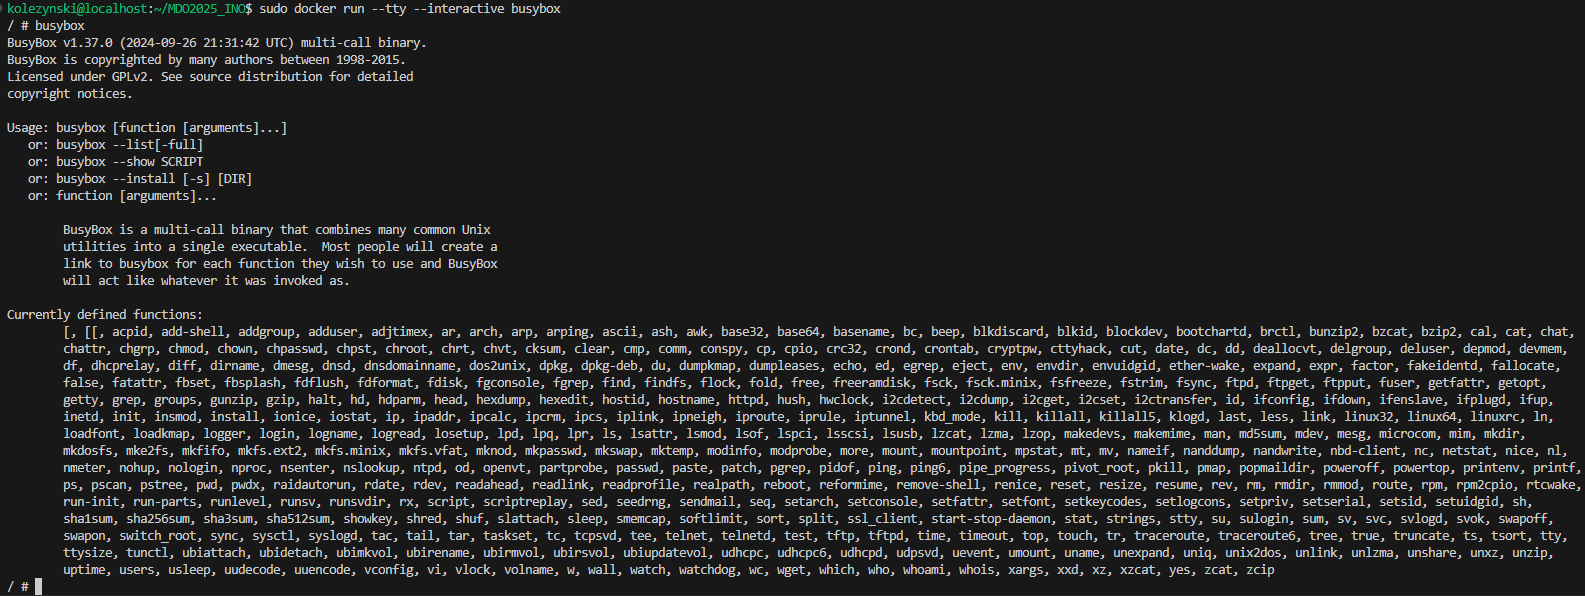 kolezynski@localhost:~/MDO2025_INO$ sudo docker run --tty --interactive busybox
/ # busybox
BusyBox v1.37.0 (2024-09-26 21:31:42 UTC) multi-call binary.
BusyBox is copyrighted by many authors between 1998-2015.
Licensed under GPLv2. See source distribution for detailed
copyright notices.

Usage: busybox [function [arguments]...]
   or: busybox --list[-full]
   or: busybox --show SCRIPT
   or: busybox --install [-s] [DIR]
   or: function [arguments]...

        BusyBox is a multi-call binary that combines many common Unix
        utilities into a single executable.  Most people will create a
        link to busybox for each function they wish to use and BusyBox
        will act like whatever it was invoked as.

Currently defined functions:
        [, [[, acpid, add-shell, addgroup, adduser, adjtimex, ar, arch, arp, arping, ascii, ash, awk, base32, base64, basename, bc, beep, blkdiscard, blkid, blockdev, bootchartd, brctl, bunzip2, bzcat, bzip2, cal, cat, chat,
        chattr, chgrp, chmod, chown, chpasswd, chpst, chroot, chrt, chvt, cksum, clear, cmp, comm, conspy, cp, cpio, crc32, crond, crontab, cryptpw, cttyhack, cut, date, dc, dd, deallocvt, delgroup, deluser, depmod, devmem,
        df, dhcprelay, diff, dirname, dmesg, dnsd, dnsdomainname, dos2unix, dpkg, dpkg-deb, du, dumpkmap, dumpleases, echo, ed, egrep, eject, env, envdir, envuidgid, ether-wake, expand, expr, factor, fakeidentd, fallocate,
        false, fatattr, fbset, fbsplash, fdflush, fdformat, fdisk, fgconsole, fgrep, find, findfs, flock, fold, free, freeramdisk, fsck, fsck.minix, fsfreeze, fstrim, fsync, ftpd, ftpget, ftpput, fuser, getfattr, getopt,
        getty, grep, groups, gunzip, gzip, halt, hd, hdparm, head, hexdump, hexedit, hostid, hostname, httpd, hush, hwclock, i2cdetect, i2cdump, i2cget, i2cset, i2ctransfer, id, ifconfig, ifdown, ifenslave, ifplugd, ifup,
        inetd, init, insmod, install, ionice, iostat, ip, ipaddr, ipcalc, ipcrm, ipcs, iplink, ipneigh, iproute, iprule, iptunnel, kbd_mode, kill, killall, killall5, klogd, last, less, link, linux32, linux64, linuxrc, ln,
        loadfont, loadkmap, logger, login, logname, logread, losetup, lpd, lpq, lpr, ls, lsattr, lsmod, lsof, lspci, lsscsi, lsusb, lzcat, lzma, lzop, makedevs, makemime, man, md5sum, mdev, mesg, microcom, mim, mkdir,
        mkdosfs, mke2fs, mkfifo, mkfs.ext2, mkfs.minix, mkfs.vfat, mknod, mkpasswd, mkswap, mktemp, modinfo, modprobe, more, mount, mountpoint, mpstat, mt, mv, nameif, nanddump, nandwrite, nbd-client, nc, netstat, nice, nl,
        nmeter, nohup, nologin, nproc, nsenter, nslookup, ntpd, od, openvt, partprobe, passwd, paste, patch, pgrep, pidof, ping, ping6, pipe_progress, pivot_root, pkill, pmap, popmaildir, poweroff, powertop, printenv, printf,
        ps, pscan, pstree, pwd, pwdx, raidautorun, rdate, rdev, readahead, readlink, readprofile, realpath, reboot, reformime, remove-shell, renice, reset, resize, resume, rev, rm, rmdir, rmmod, route, rpm, rpm2cpio, rtcwake,
        run-init, run-parts, runlevel, runsv, runsvdir, rx, script, scriptreplay, sed, seedrng, sendmail, seq, setarch, setconsole, setfattr, setfont, setkeycodes, setlogcons, setpriv, setserial, setsid, setuidgid, sh,
        sha1sum, sha256sum, sha3sum, sha512sum, showkey, shred, shuf, slattach, sleep, smemcap, softlimit, sort, split, ssl_client, start-stop-daemon, stat, strings, stty, su, sulogin, sum, sv, svc, svlogd, svok, swapoff,
        swapon, switch_root, sync, sysctl, syslogd, tac, tail, tar, taskset, tc, tcpsvd, tee, telnet, telnetd, test, tftp, tftpd, time, timeout, top, touch, tr, traceroute, traceroute6, tree, true, truncate, ts, tsort, tty,
        ttysize, tunctl, ubiattach, ubidetach, ubimkvol, ubirename, ubirmvol, ubirsvol, ubiupdatevol, udhcpc, udhcpc6, udhcpd, udpsvd, uevent, umount, uname, unexpand, uniq, unix2dos, unlink, unlzma, unshare, unxz, unzip,
        uptime, users, usleep, uudecode, uuencode, vconfig, vi, vlock, volname, w, wall, watch, watchdog, wc, wget, which, who, whoami, whois, xargs, xxd, xz, xzcat, yes, zcat, zcip
/ #